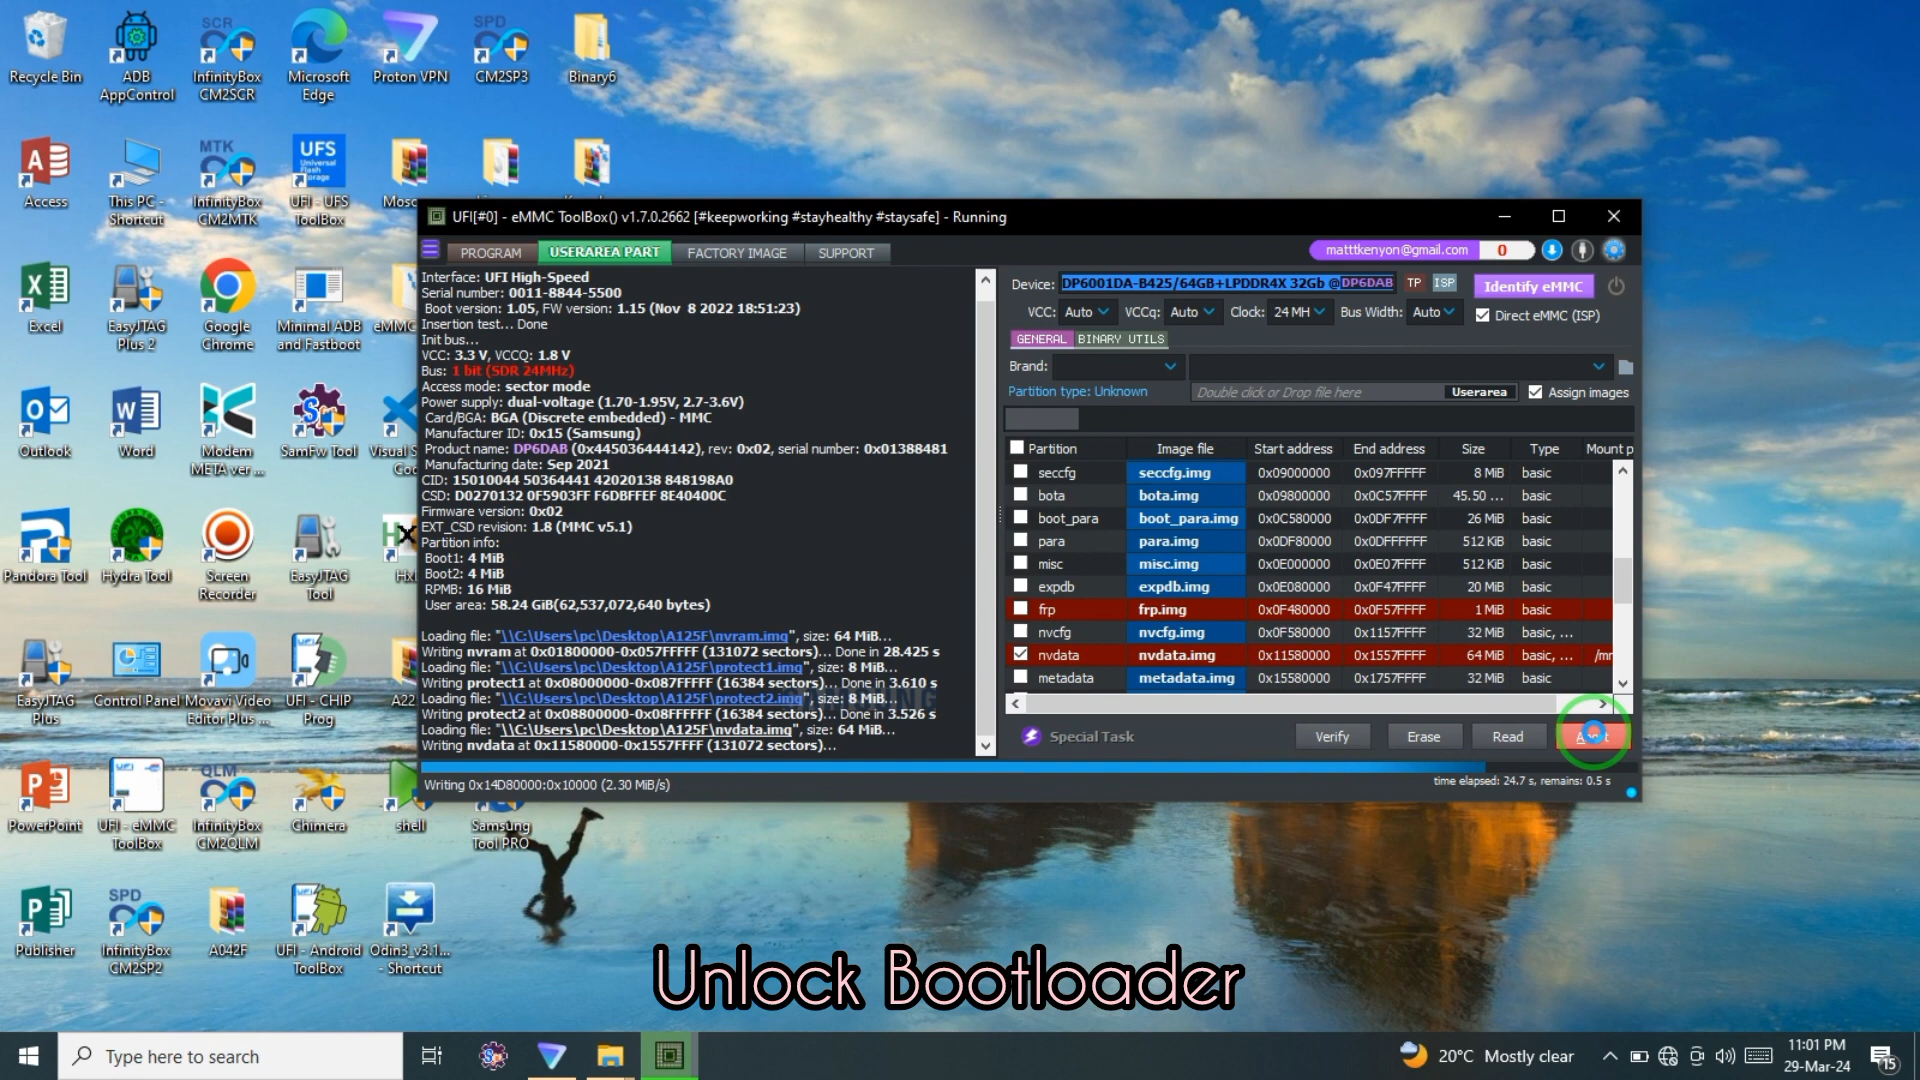 Recycle Bin
ADB AppControl
SCR
InfinityBox CM2SCR
Microsoft Edge
Proton VPN
SPD
CM2SP3
Binary6
Access
This PC - Shortcut
MTK
InfinityBox CM2MTK
UFS
Universal Flash Storage
UFI - UFS ToolBox
Excel
EasyJTAG Plus 2
Google Chrome
Minimal ADB and Fastboot
eMMC
Outlook
Word
Modem META ver ...
SamFw Tool
Visual S
Pandora Tool
Hydra Tool
Screen Recorder
EasyJTAG Tool
EasyJTAG Plus
Control Panel
Movavi Video Editor Plus ...
UFI - CHIP Prog
A22
PowerPoint
UFI - eMMC ToolBox
QLM
InfinityBox CM2QLM
Chimera
shell
Samsung Tool PRO
Publisher
SPD
InfinityBox CM2SP2
A042F
UFI - Android ToolBox
Odin3_v3.1... - Shortcut
UFI[#0] - eMMC ToolBox() v1.7.0.2662 [#keepworking #stayhealthy #staysafe] - Running
PROGRAM USERAREA PART FACTORY IMAGE SUPPORT
matttkenyon@gmail.com 0
Interface: UFI High-Speed
Serial number: 0011-8844-5500
Boot version: 1.05, FW version: 1.15 (Nov 8 2022 18:51:23)
Insertion test... Done
Init bus...
VCC: 3.3 V, VCCQ: 1.8 V
Bus: 1 bit (SDR 24MHz)
Access mode: sector mode
Power supply: dual-voltage (1.70-1.95V, 2.7-3.6V)
Card/BGA: BGA (Discrete embedded) - MMC
Manufacturer ID: 0x15 (Samsung)
Product name: DP6DAB (0x445036444142), rev: 0x02, serial number: 0x01388481
Manufacturing date: Sep 2021
CID: 15010044 50364441 42020138 848198A0
CSD: D0270132 0F5903FF F6DBFFEF 8E40400C
Firmware version: 0x02
EXT_CSD revision: 1.8 (MMC v5.1)
Partition info:
Boot1: 4 MiB
Boot2: 4 MiB
RPMB: 16 MiB
User area: 58.24 GiB(62,537,072,640 bytes)
Loading file: "\\C:\Users\pc\Desktop\A125F\nvram.img", size: 64 MiB...
Writing nvram at 0x01800000-0x057FFFFF (131072 sectors)... Done in 28.425 s
Loading file: "\\C:\Users\pc\Desktop\A125F\protect1.img", size: 8 MiB...
Writing protect1 at 0x08000000-0x087FFFFF (16384 sectors)... Done in 3.610 s
Loading file: "\\C:\Users\pc\Desktop\A125F\protect2.img", size: 8 MiB...
Writing protect2 at 0x08800000-0x08FFFFFF (16384 sectors)... Done in 3.526 s
Loading file: "\\C:\Users\pc\Desktop\A125F\nvdata.img", size: 64 MiB...
Writing nvdata at 0x11580000-0x1557FFFF (131072 sectors)...
Device: DP6001DA-B425/64GB+LPDDR4X 32Gb @DP6DAB TP ISP Identify eMMC
VCC: Auto VCCq: Auto Clock: 24 MH Bus Width: Auto Direct eMMC (ISP)
GENERAL BINARY UTILS
Brand:
Partition type: Unknown Double click or Drop file here Userarea Assign images
Partition Image file Start address End address Size Type Mount p
seccfg seccfg.img 0x09000000 0x097FFFFF 8 MiB basic
bota bota.img 0x09800000 0x0C57FFFF 45.50 ... basic
boot_para boot_para.img 0x0C580000 0x0DF7FFFF 26 MiB basic
para para.img 0x0DF80000 0x0DFFFFFF 512 KiB basic
misc misc.img 0x0E000000 0x0E07FFFF 512 KiB basic
expdb expdb.img 0x0E080000 0x0F47FFFF 20 MiB basic
frp frp.img 0x0F480000 0x0F57FFFF 1 MiB basic
nvcfg nvcfg.img 0x0F580000 0x1157FFFF 32 MiB basic, ...
nvdata nvdata.img 0x11580000 0x1557FFFF 64 MiB basic, ... /mr
metadata metadata.img 0x15580000 0x1757FFFF 32 MiB basic
Special Task Verify Erase Read
Writing 0x14D80000:0x10000 (2.30 MiB/s)
time elapsed: 24.7 s, remains: 0.5 s
Unlock Bootloader
Type here to search
20°C Mostly clear
11:01 PM
29-Mar-24
15